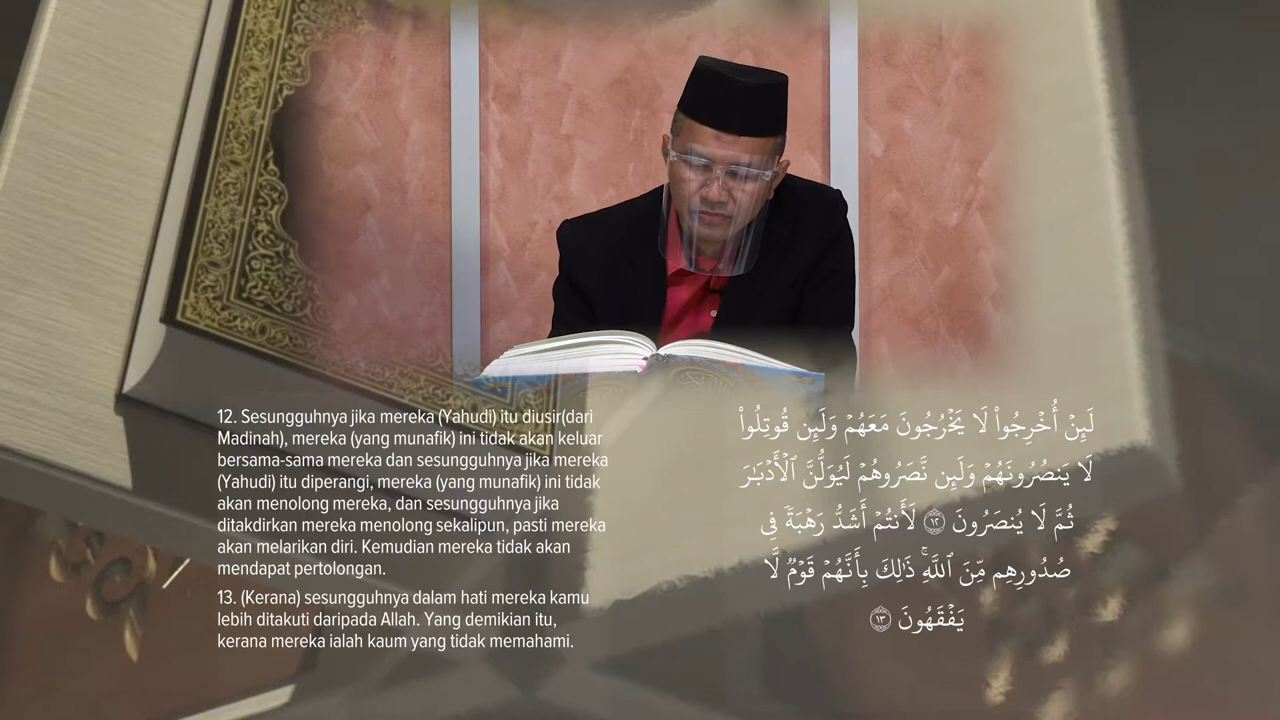 12. Sesungguhnya jika mereka (Yahudi) itu diusir(dari
Madinah), mereka (yang munafik) ini tidak akan keluar
bersama-sama mereka dan sesungguhnya jika mereka
(Yahudi) itu diperangi, mereka (yang munafik) ini tidak
akan menolong mereka, dan sesungguhnya jika
ditakdirkan mereka menolong sekalipun, pasti mereka
akan melarikan diri. Kemudian mereka tidak akan
mendapat pertolongan.
13. (Kerana) sesungguhnya dalam hati mereka kamu
lebih ditakuti daripada Allah. Yang demikian itu,
kerana mereka ialah kaum yang tidak memahami.
لَئِنۡ أُخۡرِجُواْ لَا يَخۡرُجُونَ مَعَهُمۡ وَلَئِن قُوتِلُواْ
لَا يَنصُرُونَهُمۡ وَلَئِن نَّصَرُوهُمۡ لَيُوَلُّنَّ ٱلۡأَدۡبَٰرَ
ثُمَّ لَا يُنصَرُونَ ١٢ لَأَنتُمۡ أَشَدُّ رَهۡبَةٗ فِي
صُدُورِهِم مِّنَ ٱللَّهِۚ ذَٰلِكَ بِأَنَّهُمۡ قَوۡمٞ لَّا
يَفۡقَهُونَ ١٣